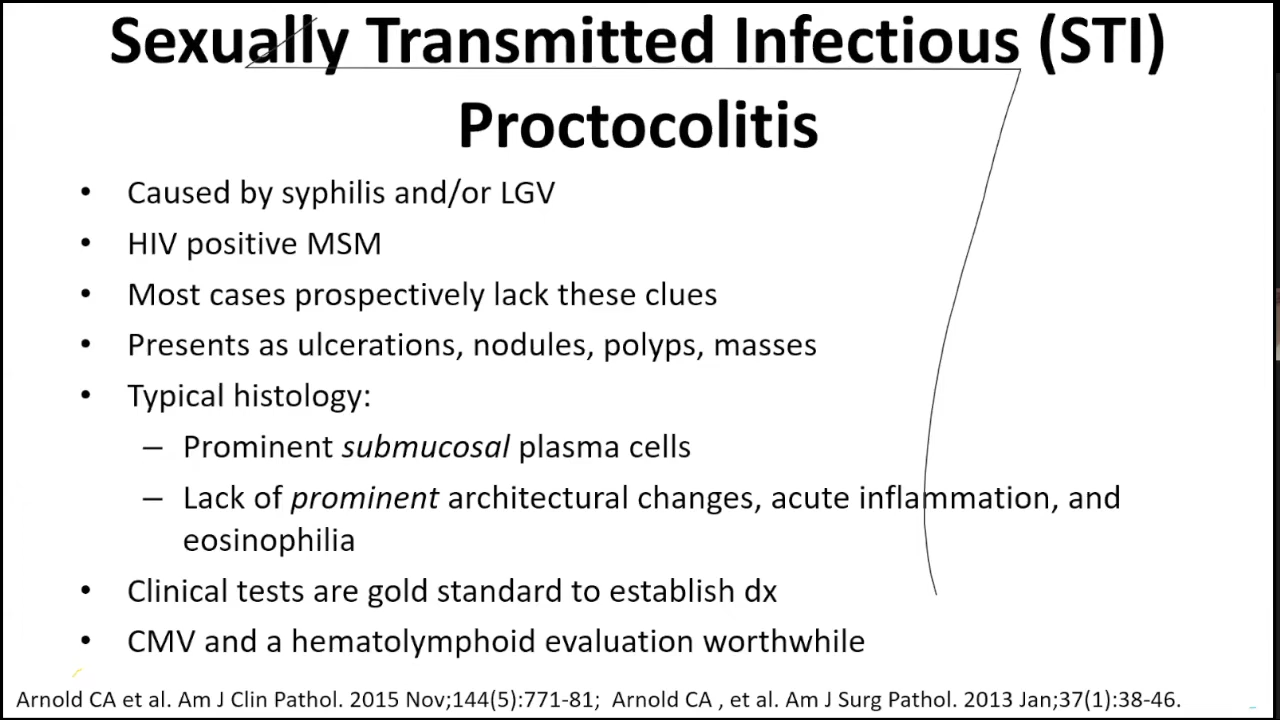 Sexually Transmitted Infectious (STI)
Proctocolitis
• Caused by syphilis and/or LGV
• HIV positive MSM
• Most cases prospectively lack these clues
• Presents as ulcerations, nodules, polyps, masses
• Typical histology:
– Prominent submucosal plasma cells
– Lack of prominent architectural changes, acute inflammation, and
eosinophilia
• Clinical tests are gold standard to establish dx
• CMV and a hematolymphoid evaluation worthwhile
Arnold CA et al. Am J Clin Pathol. 2015 Nov;144(5):771-81; Arnold CA , et al. Am J Surg Pathol. 2013 Jan;37(1):38-46.